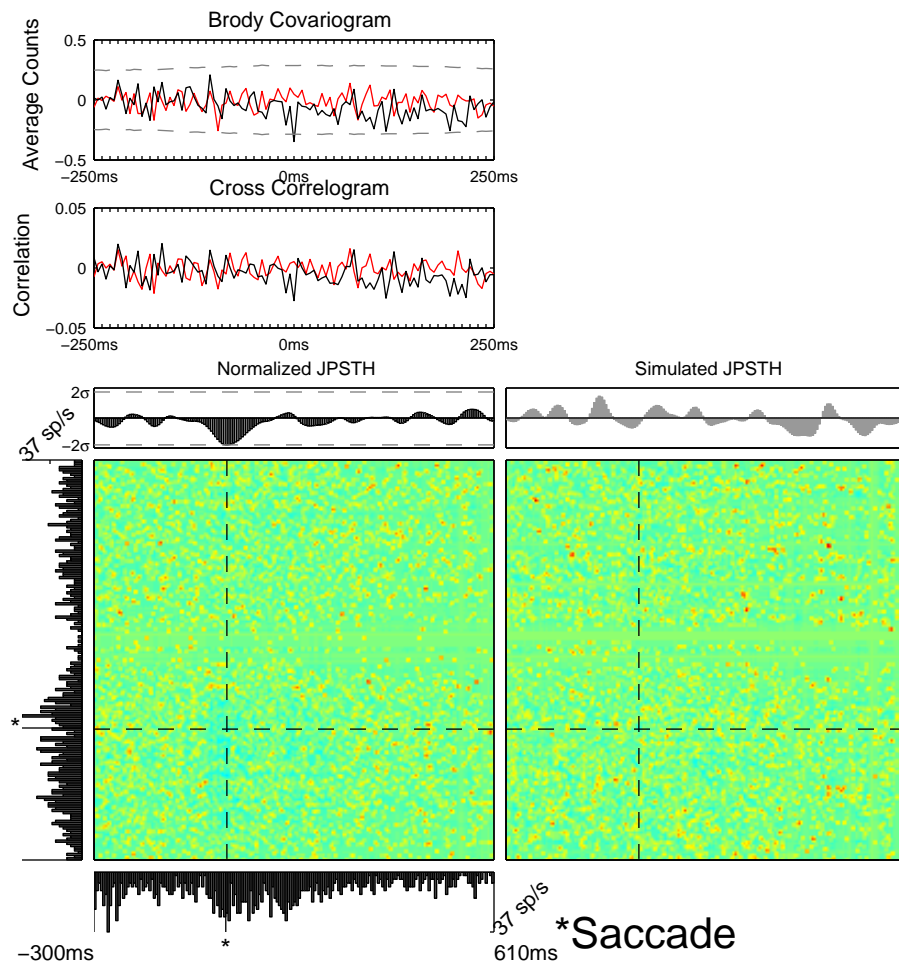 Brody Covariogram
Average Counts
0.5
0
−0.5
−250ms
0ms
250ms
Cross Correlogram
Correlation
0.05
0
−0.05
−250ms
0ms
250ms
Normalized JPSTH
Simulated JPSTH
2σ
−2σ
37 sp/s
*
*
37 sp/s
−300ms
610ms
*Saccade